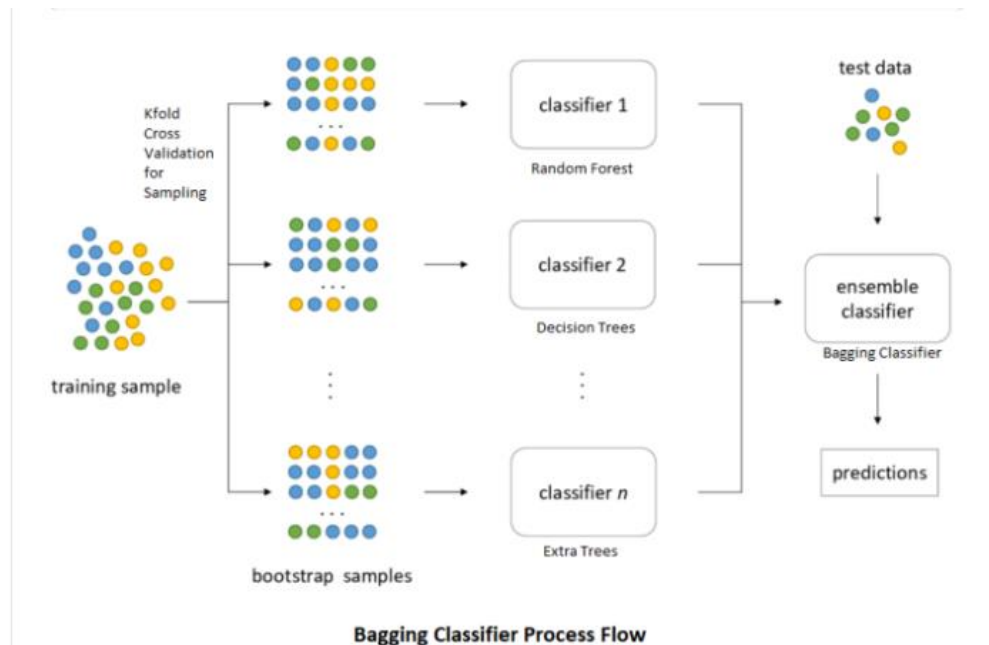 Kfold
Cross
Validation
for
Sampling
training sample
...
...
...
bootstrap samples
classifier 1
Random Forest
classifier 2
Decision Trees
classifier n
Extra Trees
test data
ensemble
classifier
Bagging Classifier
predictions
Bagging Classifier Process Flow